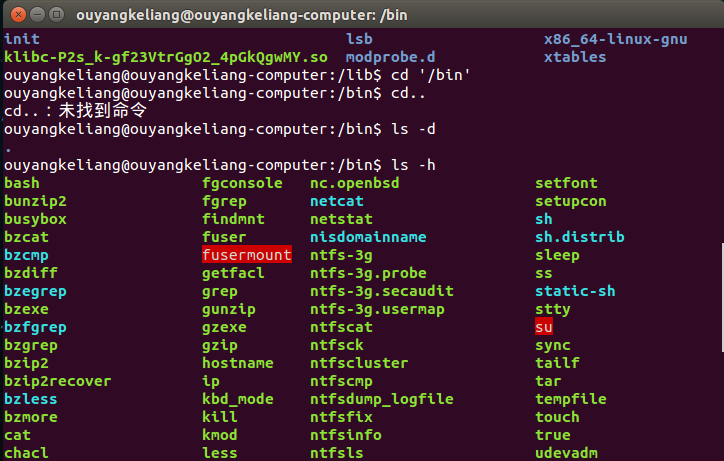 ouyangkeliang@ouyangkeliang-computer: /bin
init lsb x86_64-linux-gnu
klibc-P2s_k-gf23VtrGgO2_4pGkQgwMY.so modprobe.d xtables
ouyangkeliang@ouyangkeliang-computer:/lib$ cd '/bin'
ouyangkeliang@ouyangkeliang-computer:/bin$ cd..
cd..：未找到命令
ouyangkeliang@ouyangkeliang-computer:/bin$ ls -d
.
ouyangkeliang@ouyangkeliang-computer:/bin$ ls -h
bash fgconsole nc.openbsd setfont
bunzip2 fgrep netcat setupcon
busybox findmnt netstat sh
bzcat fuser nisdomainname sh.distrib
bzcmp fusermount ntfs-3g sleep
bzdiff getfacl ntfs-3g.probe ss
bzegrep grep ntfs-3g.secaudit static-sh
bzexe gunzip ntfs-3g.usermap stty
bzfgrep gzexe ntfscat su
bzgrep gzip ntfsck sync
bzip2 hostname ntfscluster tailf
bzip2recover ip ntfscmp tar
bzless kbd_mode ntfsdump_logfile tempfile
bzmore kill ntfsfix touch
cat kmod ntfsinfo true
chacl less ntfsls udevadm